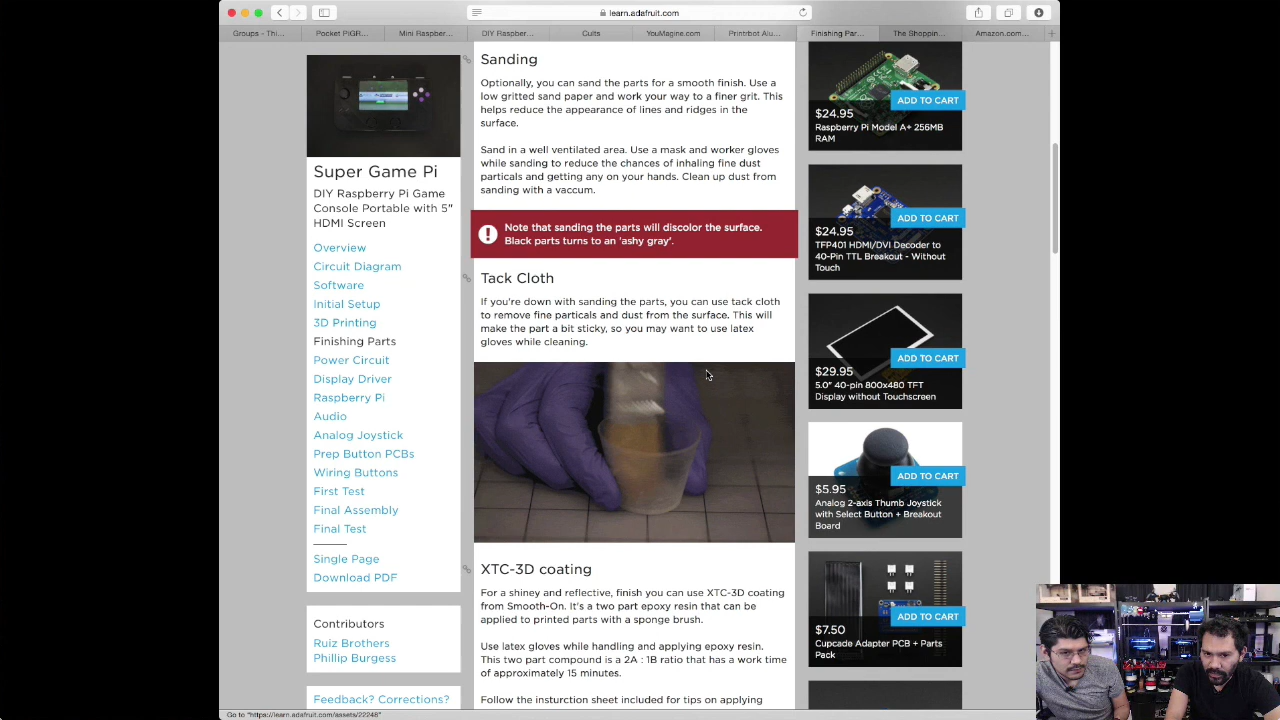 learn.adafruit.com
Groups - Thi...
Pocket PiGR...
Mini Raspber...
DIY Raspber...
Cults
YouMagine.com
Printrbot Alu...
Finishing Par...
The Shoppin...
Amazon.com...
Super Game Pi
DIY Raspberry Pi Game
Console Portable with 5"
HDMI Screen
Overview
Circuit Diagram
Software
Initial Setup
3D Printing
Finishing Parts
Power Circuit
Display Driver
Raspberry Pi
Audio
Analog Joystick
Prep Button PCBs
Wiring Buttons
First Test
Final Assembly
Final Test
Single Page
Download PDF
Contributors
Ruiz Brothers
Phillip Burgess
Feedback? Corrections?
Sanding
Optionally, you can sand the parts for a smooth finish. Use a
low gritted sand paper and work your way to a finer grit. This
helps reduce the appearance of lines and ridges in the
surface.
Sand in a well ventilated area. Use a mask and worker gloves
while sanding to reduce the chances of inhaling fine dust
particals and getting any on your hands. Clean up dust from
sanding with a vaccum.
Note that sanding the parts will discolor the surface.
Black parts turns to an 'ashy gray'.
Tack Cloth
If you're down with sanding the parts, you can use tack cloth
to remove fine particals and dust from the surface. This will
make the part a bit sticky, so you may want to use latex
gloves while cleaning.
XTC-3D coating
For a shiney and reflective, finish you can use XTC-3D coating
from Smooth-On. It's a two part epoxy resin that can be
applied to printed parts with a sponge brush.
Use latex gloves while handling and applying epoxy resin.
This two part compound is a 2A : 1B ratio that has a work time
of approximately 15 minutes.
Follow the insturction sheet included for tips on applying
ADD TO CART
$24.95
Raspberry Pi Model A+ 256MB
RAM
ADD TO CART
$24.95
TFP401 HDMI/DVI Decoder to
40-Pin TTL Breakout - Without
Touch
ADD TO CART
$29.95
5.0" 40-pin 800x480 TFT
Display without Touchscreen
ADD TO CART
$5.95
Analog 2-axis Thumb Joystick
with Select Button + Breakout
Board
ADD TO CART
$7.50
Cupcade Adapter PCB + Parts
Pack
Go to "https://learn.adafruit.com/assets/22248"